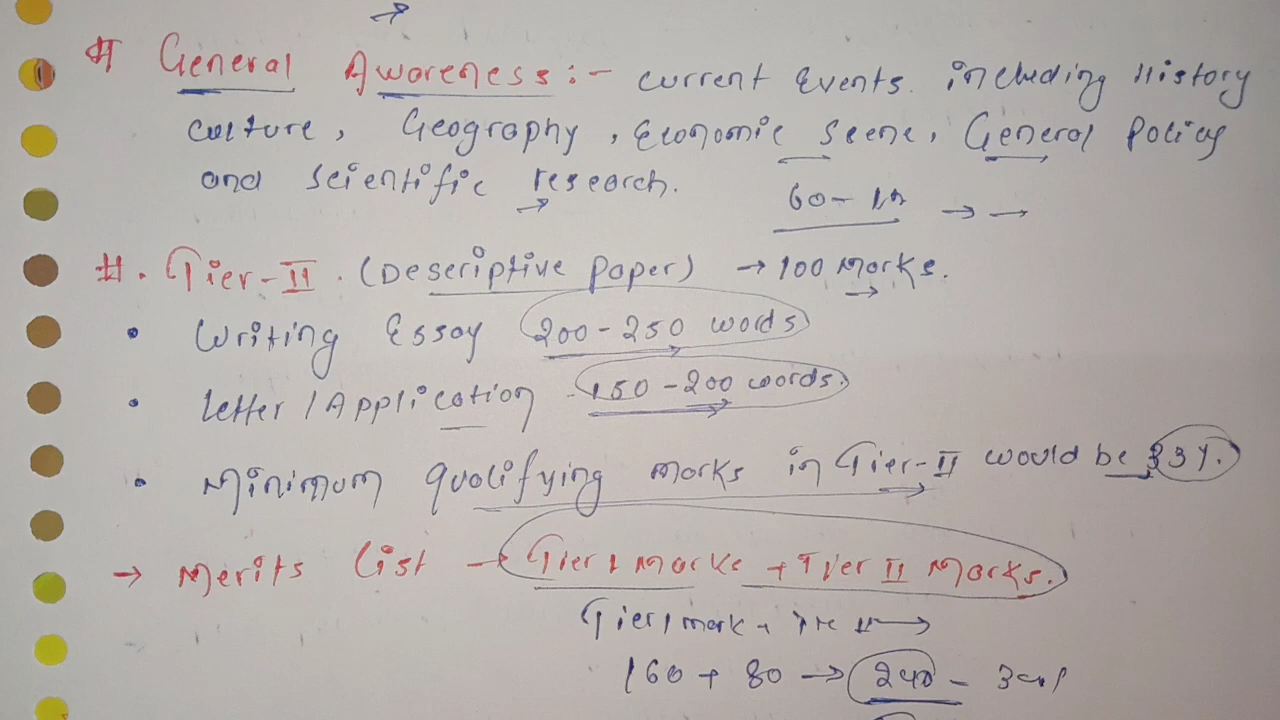 # General Awareness :- current Events. including History
culture, Geography, Economic Scene, General Policy
and scientific research.
60-
#. Tier-II. (Descriptive Paper) → 100 Marks.
• Writing Essay (200-250 words)
• Letter / Application (150-200 words.)
• Minimum qualifying marks in Tier-II would be 33%.
→ Merits List → Tier 1 Marks + Tier II Marks.
Tier 1 mark + II →
160 + 80 → 240 -